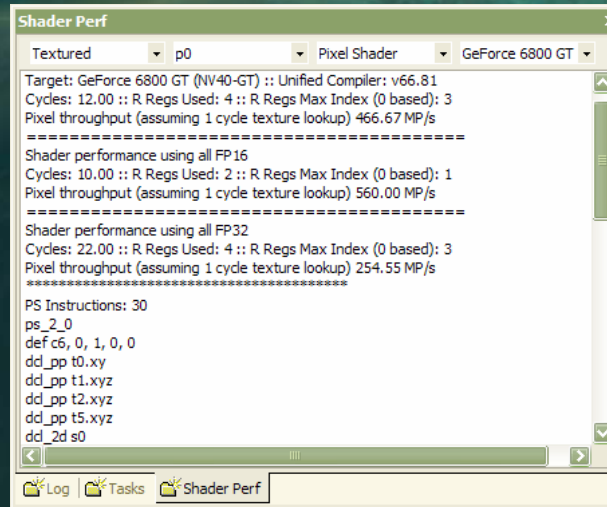 Shader Perf
Textured p0 Pixel Shader GeForce 6800 GT
Target: GeForce 6800 GT (NV40-GT) :: Unified Compiler: v66.81
Cycles: 12.00 :: R Regs Used: 4 :: R Regs Max Index (0 based): 3
Pixel throughput (assuming 1 cycle texture lookup) 466.67 MP/s
==========================================
Shader performance using all FP16
Cycles: 10.00 :: R Regs Used: 2 :: R Regs Max Index (0 based): 1
Pixel throughput (assuming 1 cycle texture lookup) 560.00 MP/s
==========================================
Shader performance using all FP32
Cycles: 22.00 :: R Regs Used: 4 :: R Regs Max Index (0 based): 3
Pixel throughput (assuming 1 cycle texture lookup) 254.55 MP/s
****************************************
PS Instructions: 30
ps_2_0
def c6, 0, 1, 0, 0
dcl_pp t0.xy
dcl_pp t1.xyz
dcl_pp t2.xyz
dcl_pp t5.xyz
dcl_2d s0
Log Tasks Shader Perf